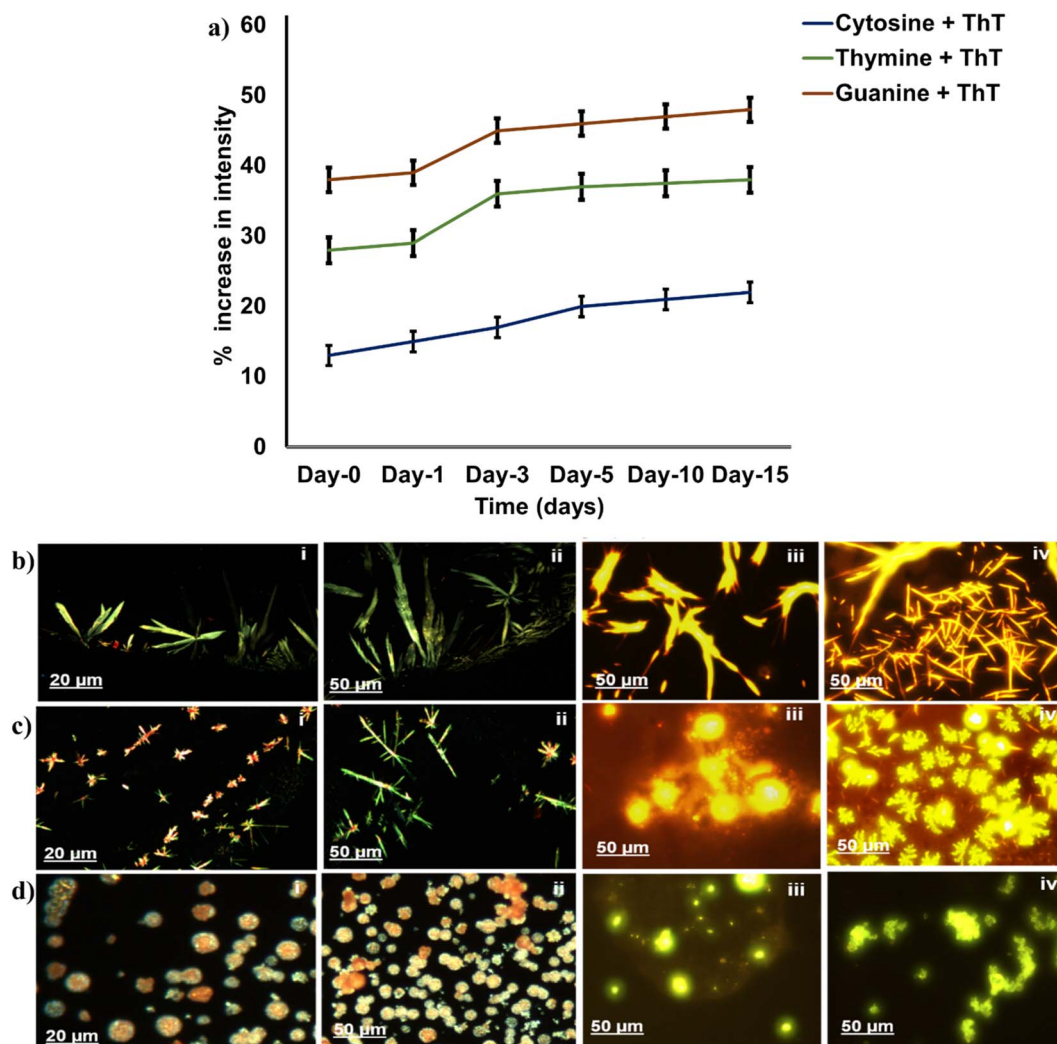 a)
Cytosine + ThT
Thymine + ThT
Guanine + ThT
% increase in intensity
60
50
40
30
20
10
0
Day-0 Day-1 Day-3 Day-5 Day-10 Day-15
Time (days)
b)
i
20 µm
ii
50 µm
iii
50 µm
iv
50 µm
c)
i
20 µm
ii
50 µm
iii
50 µm
iv
50 µm
d)
i
20 µm
ii
50 µm
iii
50 µm
iv
50 µm